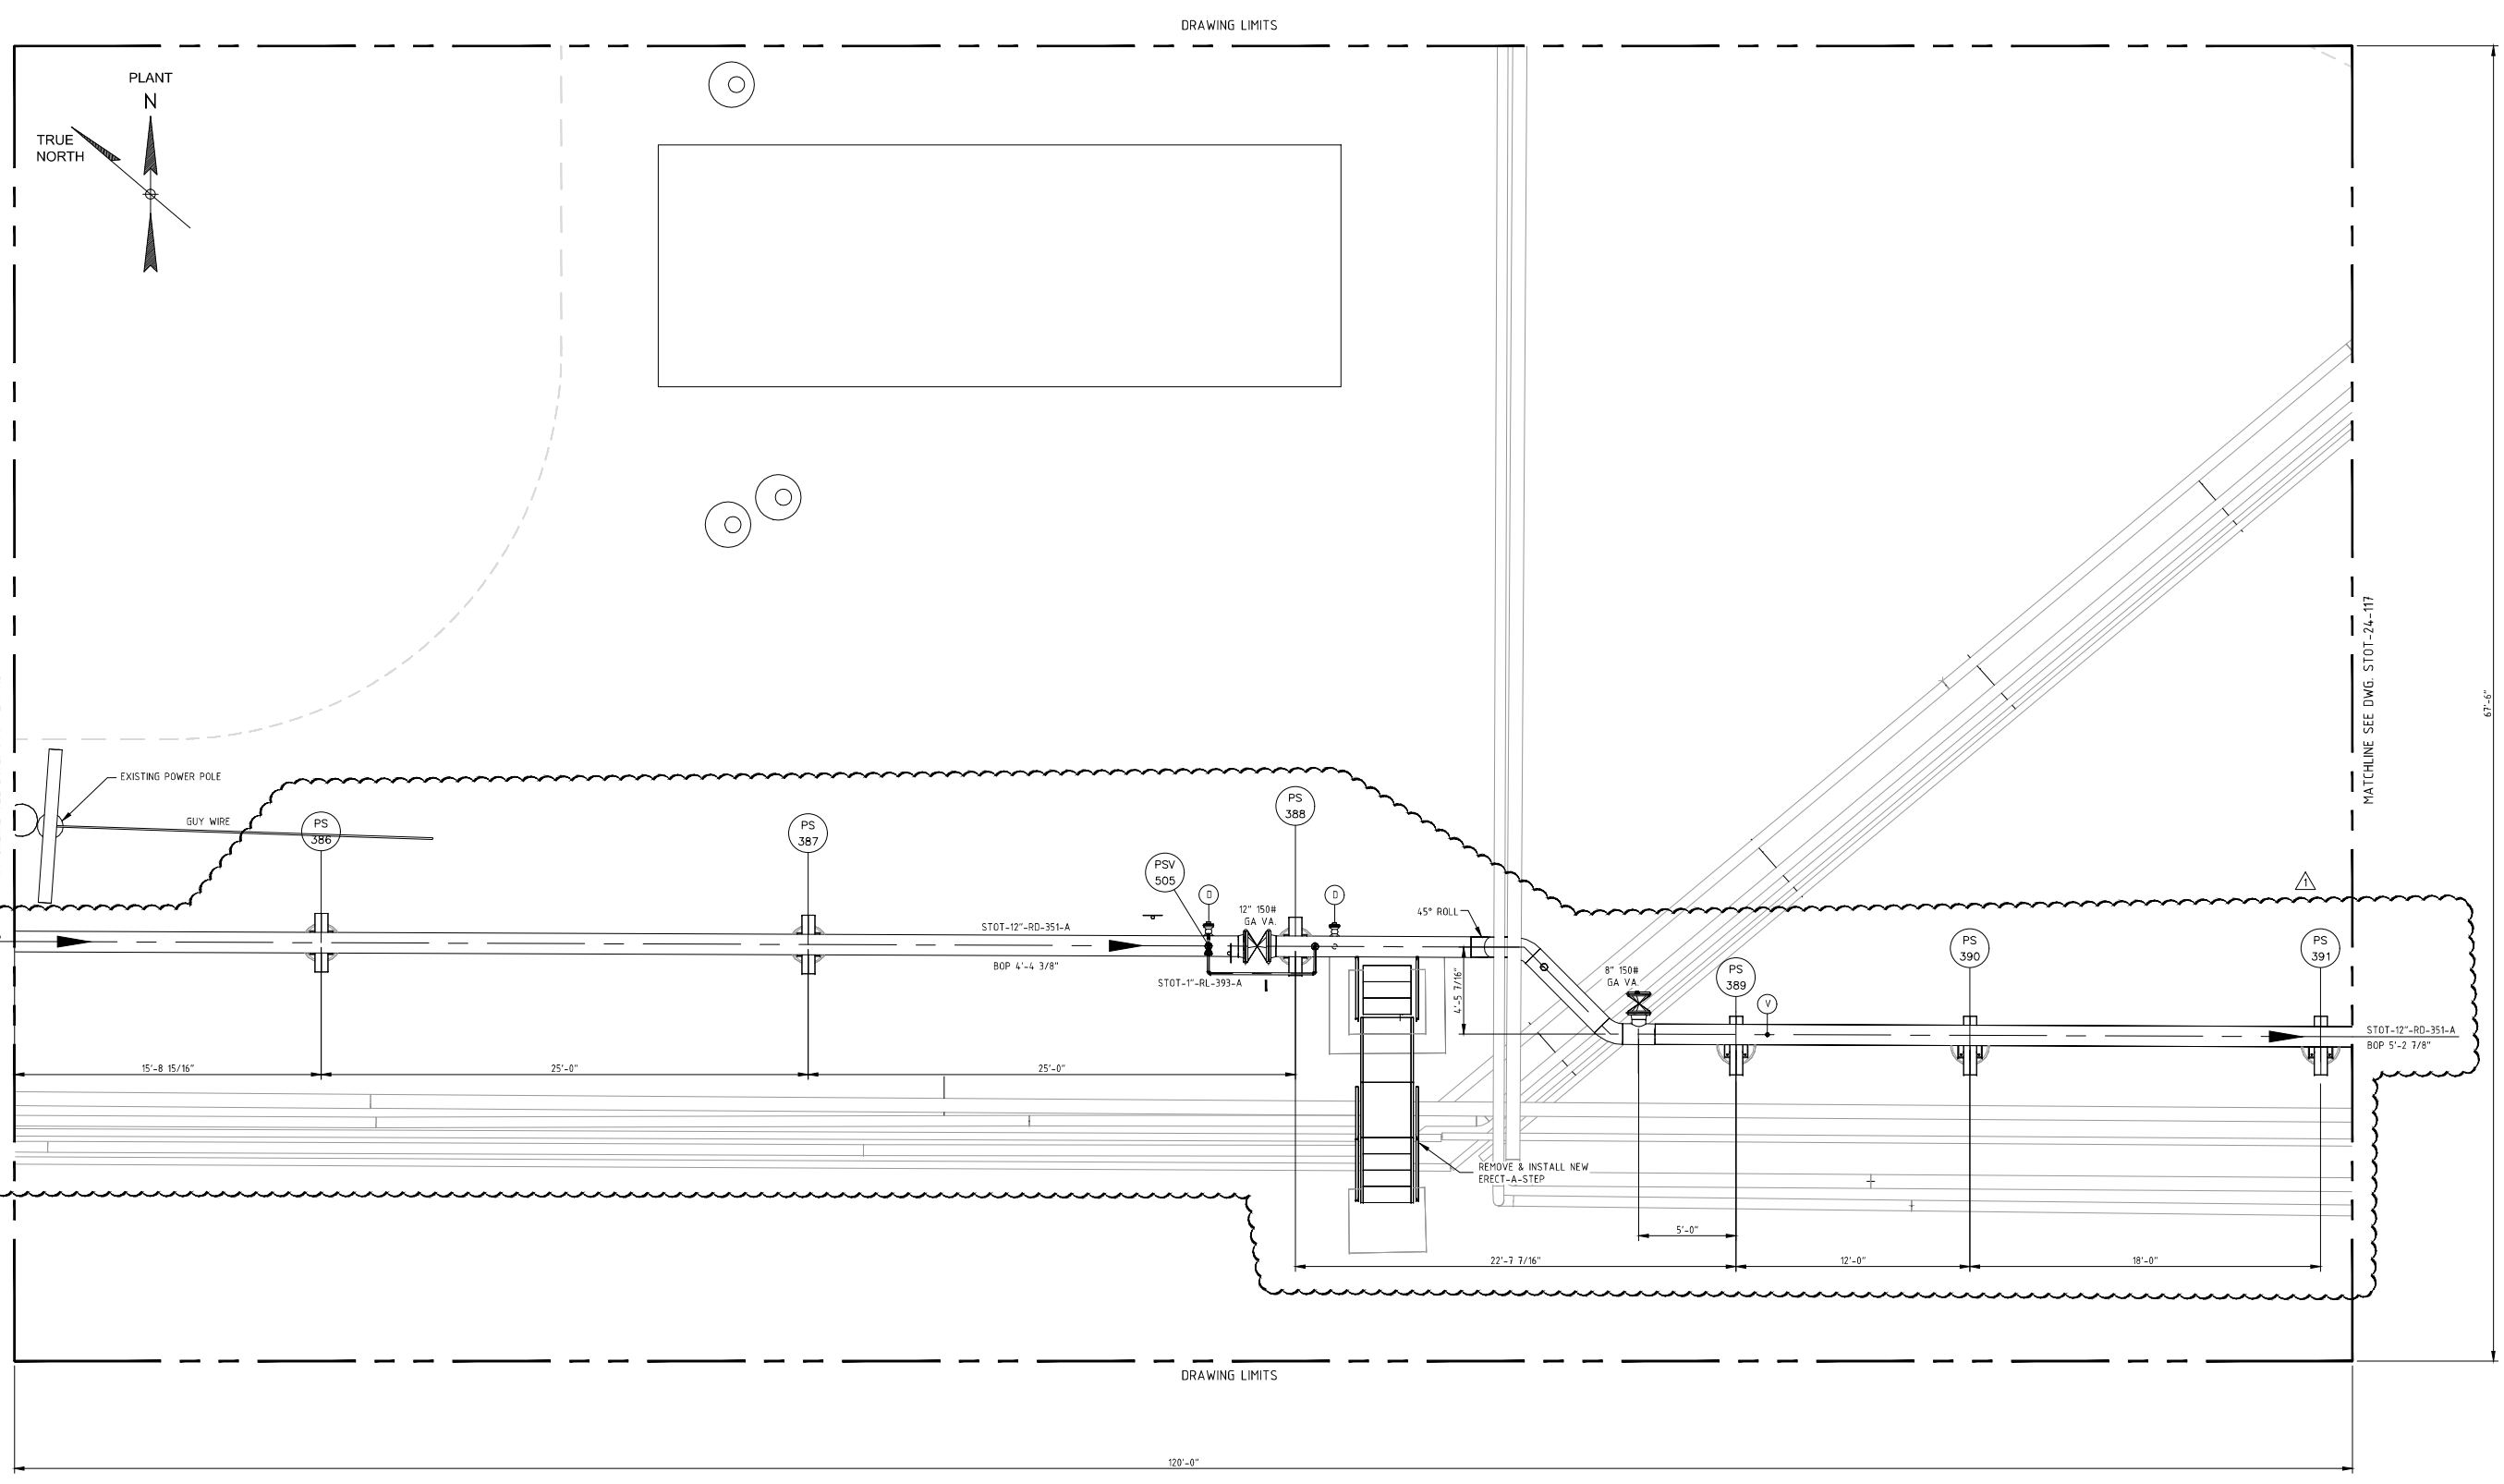 DRAWING LIMITS
PLANT
N
TRUE
NORTH
MATCHLINE SEE DWG. STOT-24-117
67'-6"
EXISTING POWER POLE
GUY WIRE
PS
386
PS
387
PS
388
PSV
505
D
12" 150#
GA VA.
D
45° ROLL
STOT-12"-RD-351-A
BOP 4'-4 3/8"
STOT-1"-RL-393-A
4'-5 7/16"
8" 150#
GA VA.
PS
389
V
PS
390
PS
391
1
STOT-12"-RD-351-A
BOP 5'-2 7/8"
15'-8 15/16"
25'-0"
25'-0"
REMOVE & INSTALL NEW
ERECT-A-STEP
5'-0"
22'-7 7/16"
12'-0"
18'-0"
DRAWING LIMITS
120'-0"